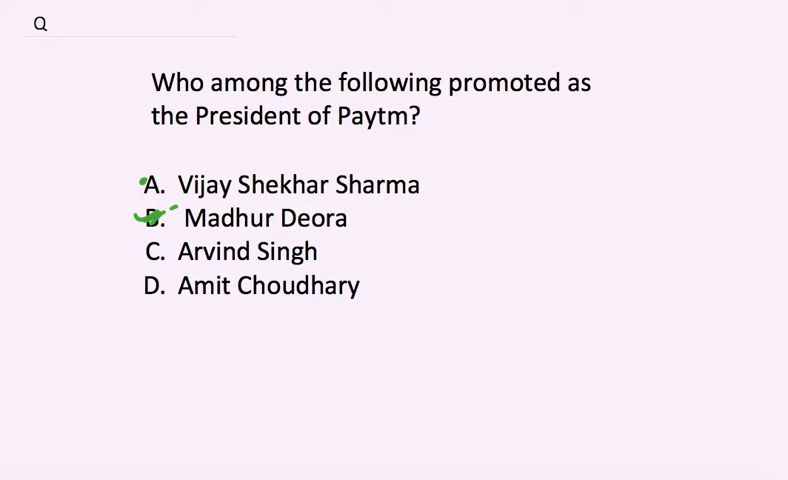 Q
Who among the following promoted as
the President of Paytm?
A. Vijay Shekhar Sharma
B. Madhur Deora
C. Arvind Singh
D. Amit Choudhary